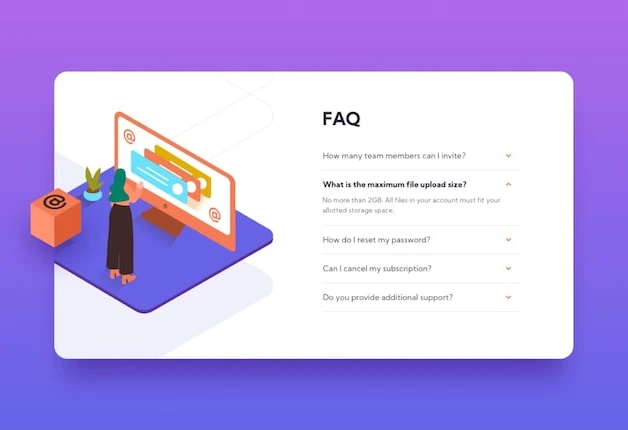 @
@
@
FAQ
How many team members can I invite?
What is the maximum file upload size?
No more than 2GB. All files in your account must fit your
allotted storage space.
How do I reset my password?
Can I cancel my subscription?
Do you provide additional support?